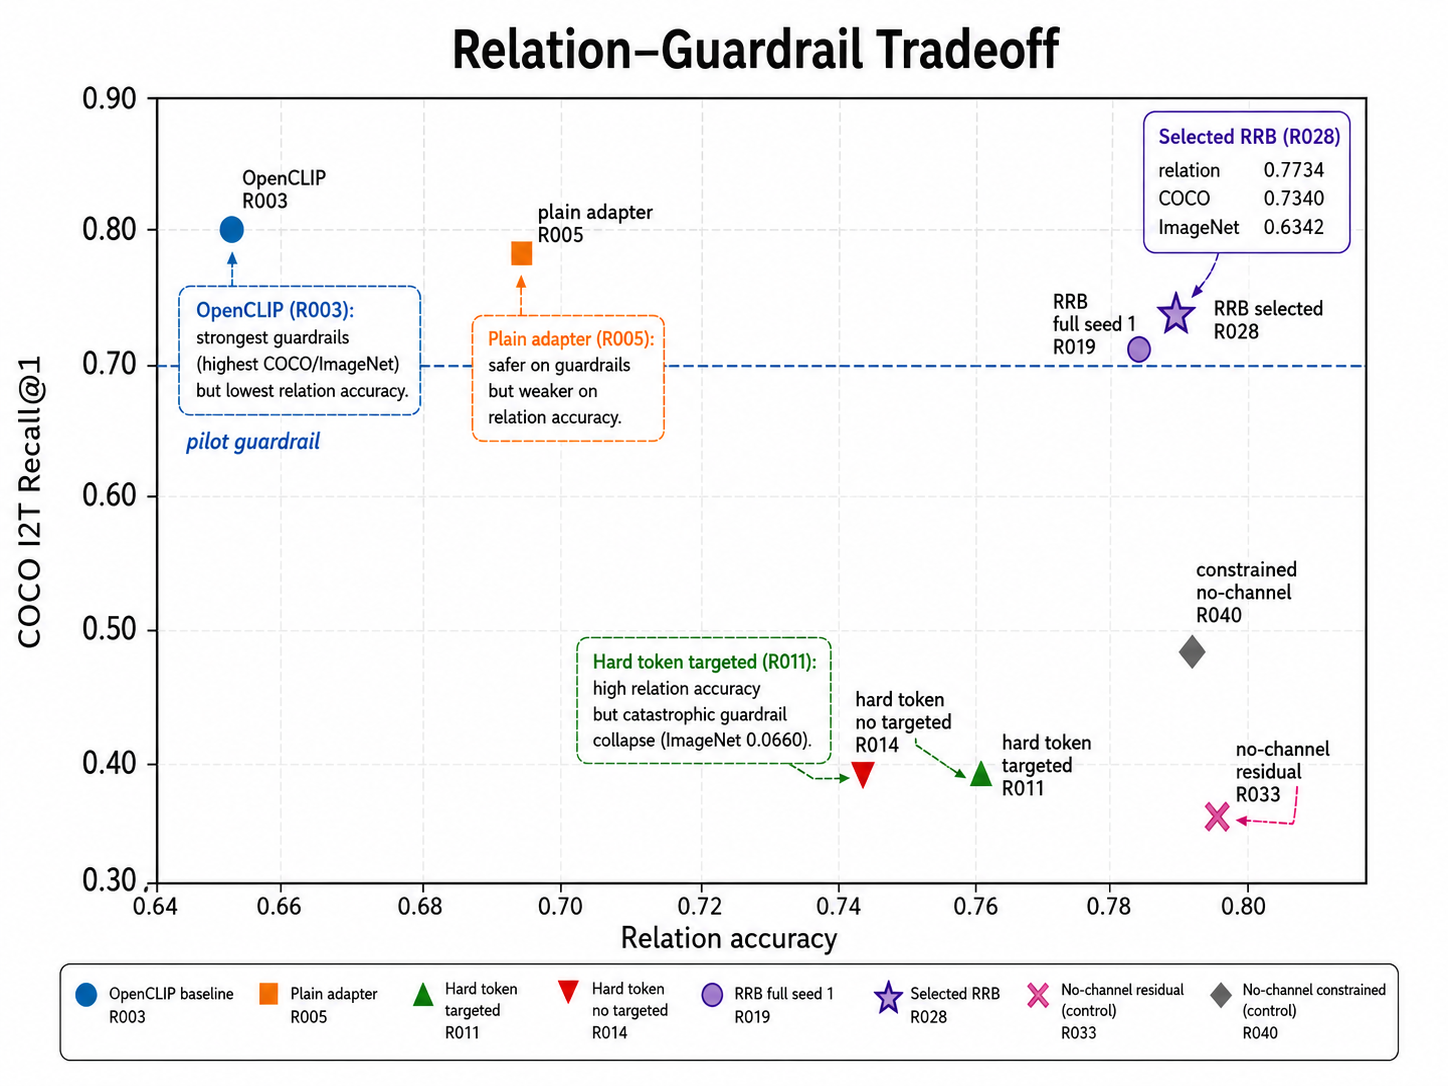 Relation–Guardrail Tradeoff
0.90
0.80
0.70
0.60
0.50
0.40
0.30
COCO I2T Recall@1
OpenCLIP
R003
plain adapter
R005
Selected RRB (R028)
relation 0.7734
COCO 0.7340
ImageNet 0.6342
OpenCLIP (R003):
strongest guardrails
(highest COCO/ImageNet)
but lowest relation accuracy.
Plain adapter (R005):
safer on guardrails
but weaker on
relation accuracy.
RRB
full seed 1
R019
RRB selected
R028
pilot guardrail
constrained
no-channel
R040
Hard token targeted (R011):
high relation accuracy
but catastrophic guardrail
collapse (ImageNet 0.0660).
hard token
no targeted
R014
hard token
targeted
R011
no-channel
residual
R033
0.64 0.66 0.68 0.70 0.72 0.74 0.76 0.78 0.80
Relation accuracy
OpenCLIP baseline
R003
Plain adapter
R005
Hard token
targeted
R011
Hard token
no targeted
R014
RRB full seed 1
R019
Selected RRB
R028
No-channel residual
(control)
R033
No-channel constrained
(control)
R040